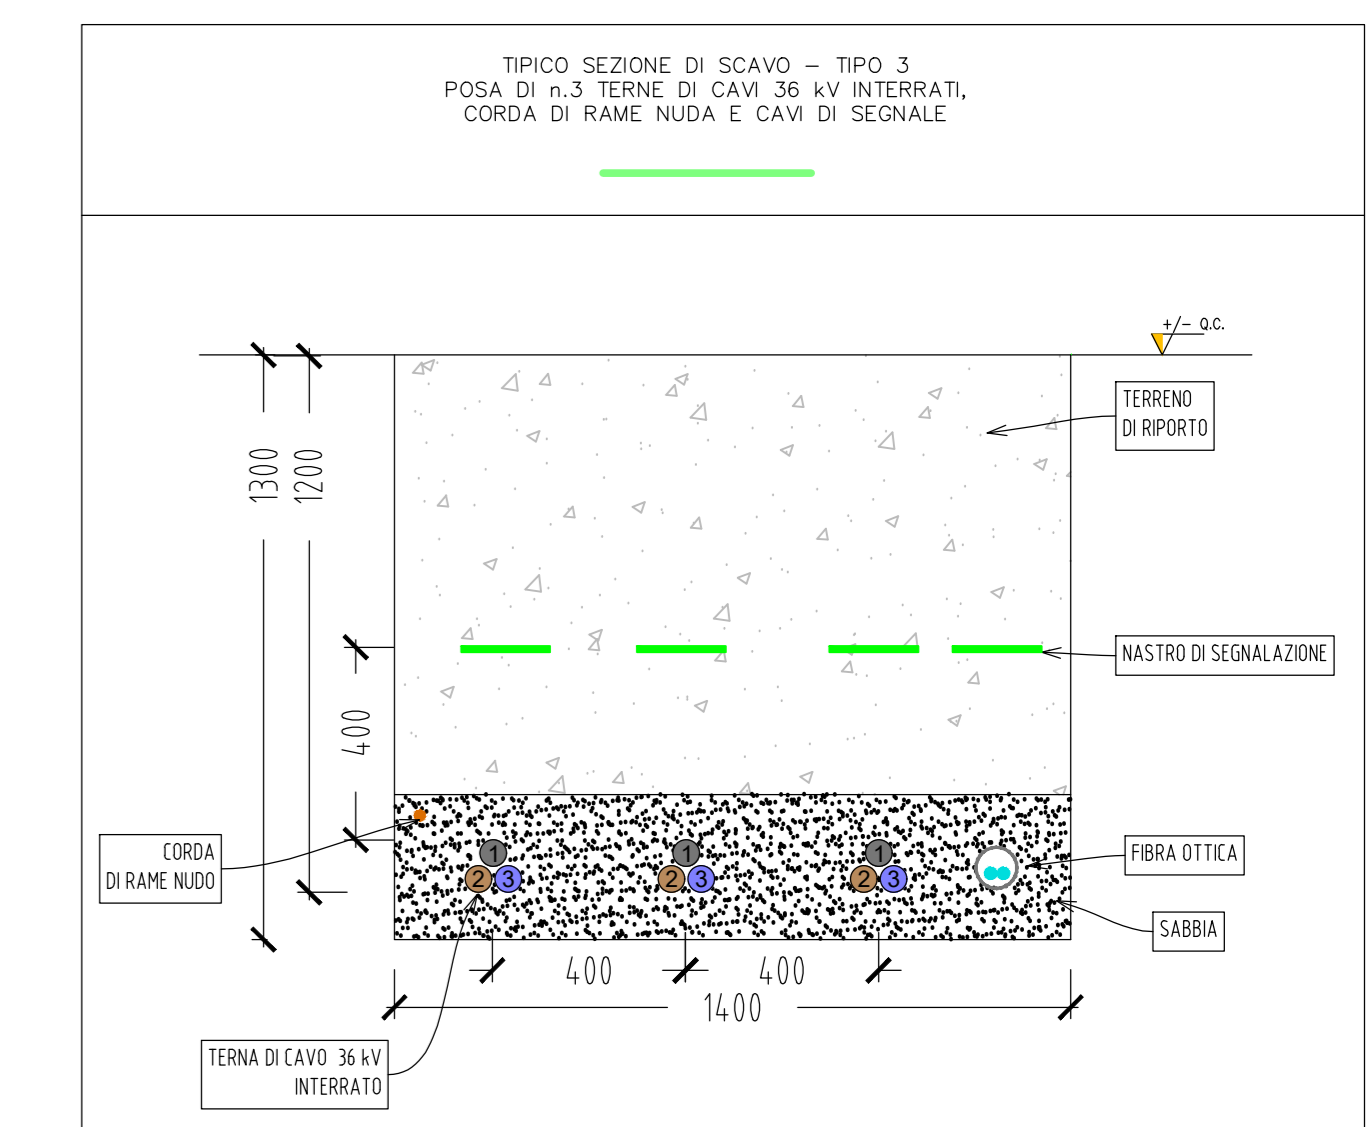 TIPICO SEZIONE DI SCAVO – TIPO 3
POSA DI n.3 TERNE DI CAVI 36 kV INTERRATI,
CORDA DI RAME NUDA E CAVI DI SEGNALE
+/- Q.C.
TERRENO
DI RIPORTO
1300
1200
NASTRO DI SEGNALAZIONE
400
CORDA
DI RAME NUDO
1
2
3
1
2
3
1
2
3
FIBRA OTTICA
SABBIA
400
400
1400
TERNA DI CAVO 36 kV
INTERRATO